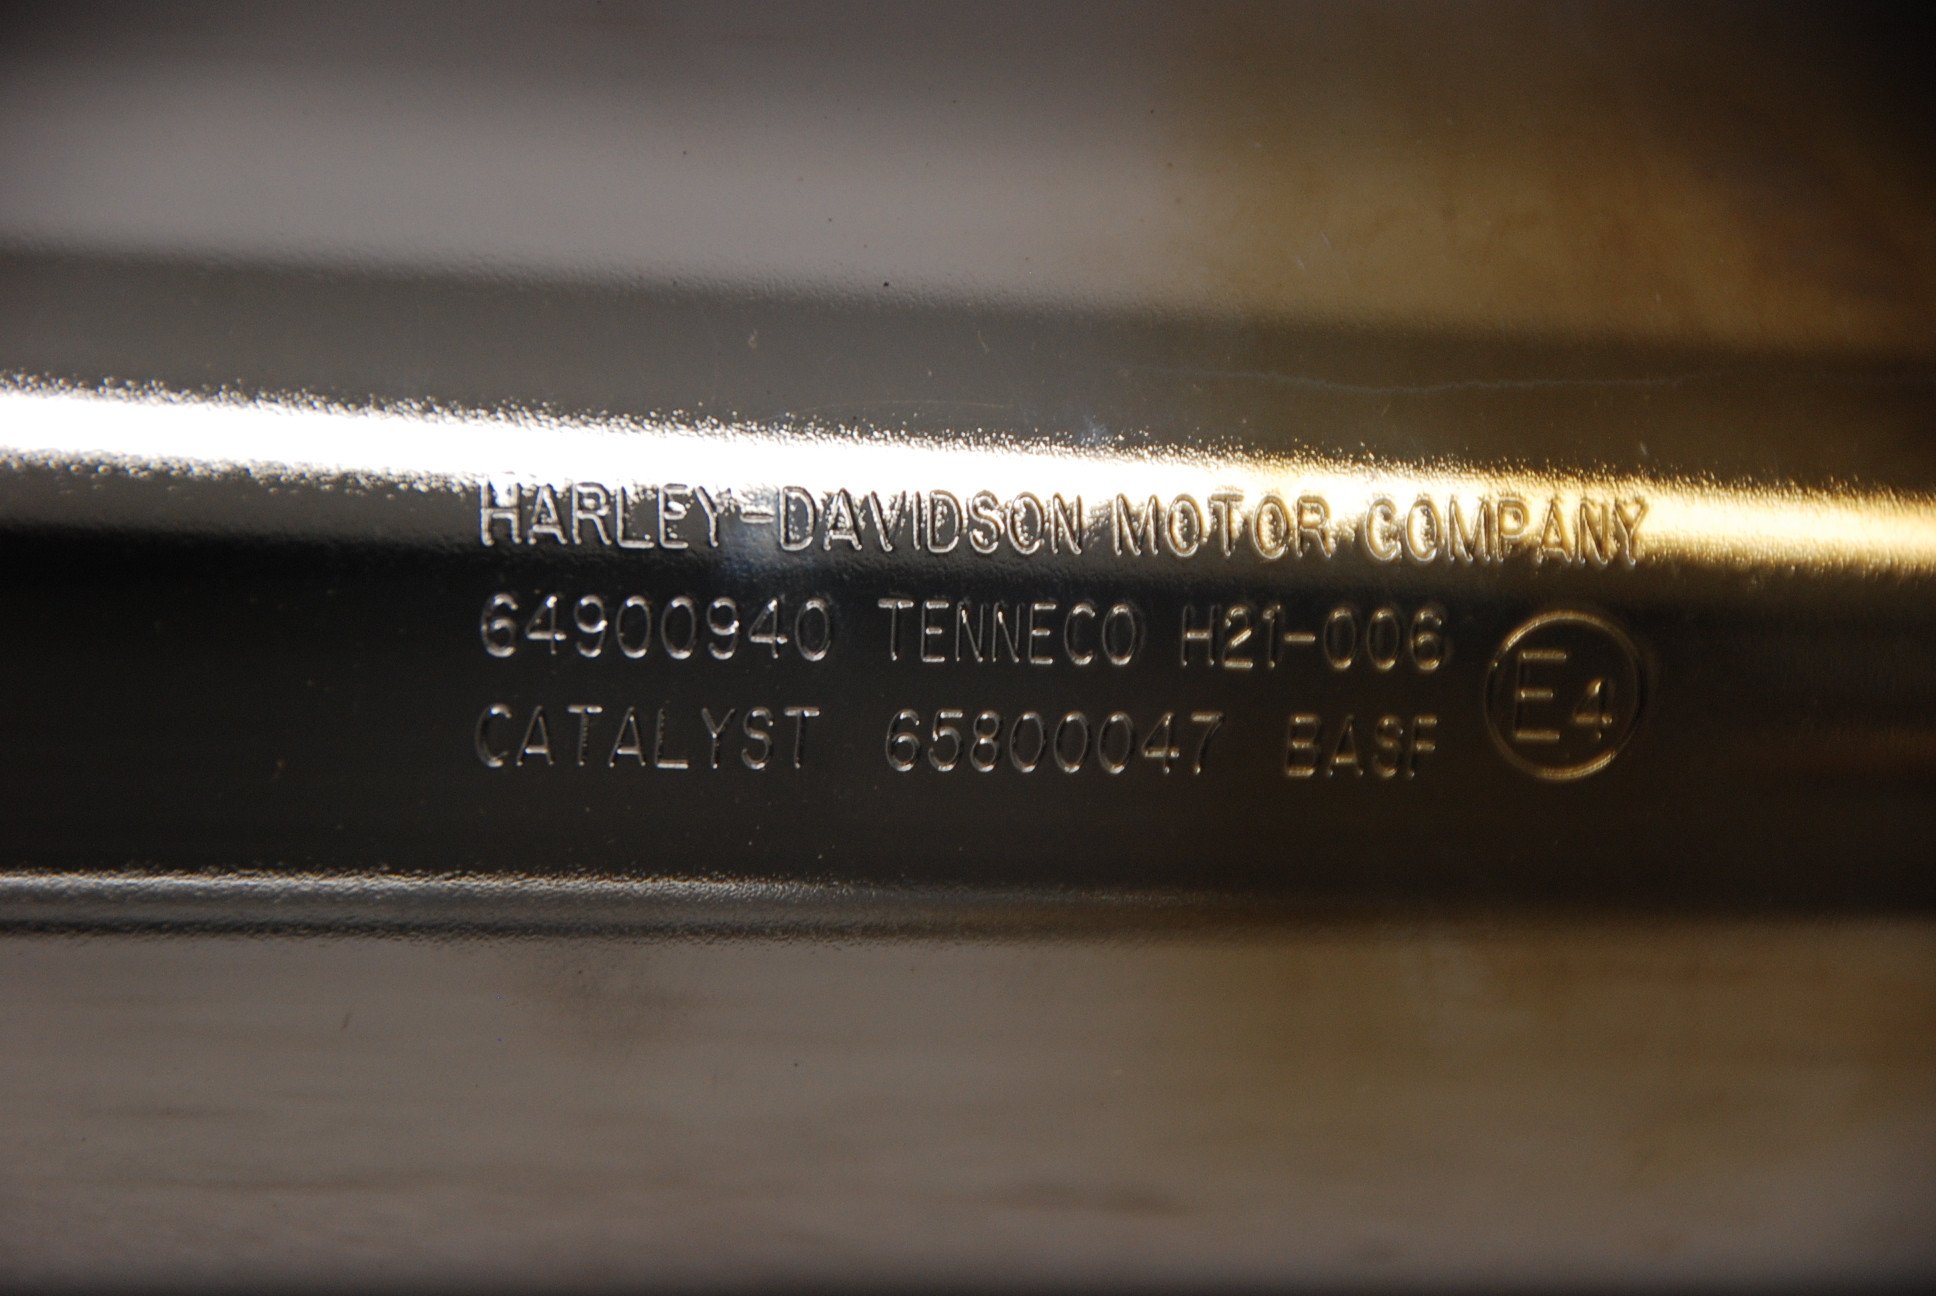 HARLEY-DAVIDSON MOTOR COMPANY
64900940 TENNECO H21-006
CATALYST 65800047 BASF
E4